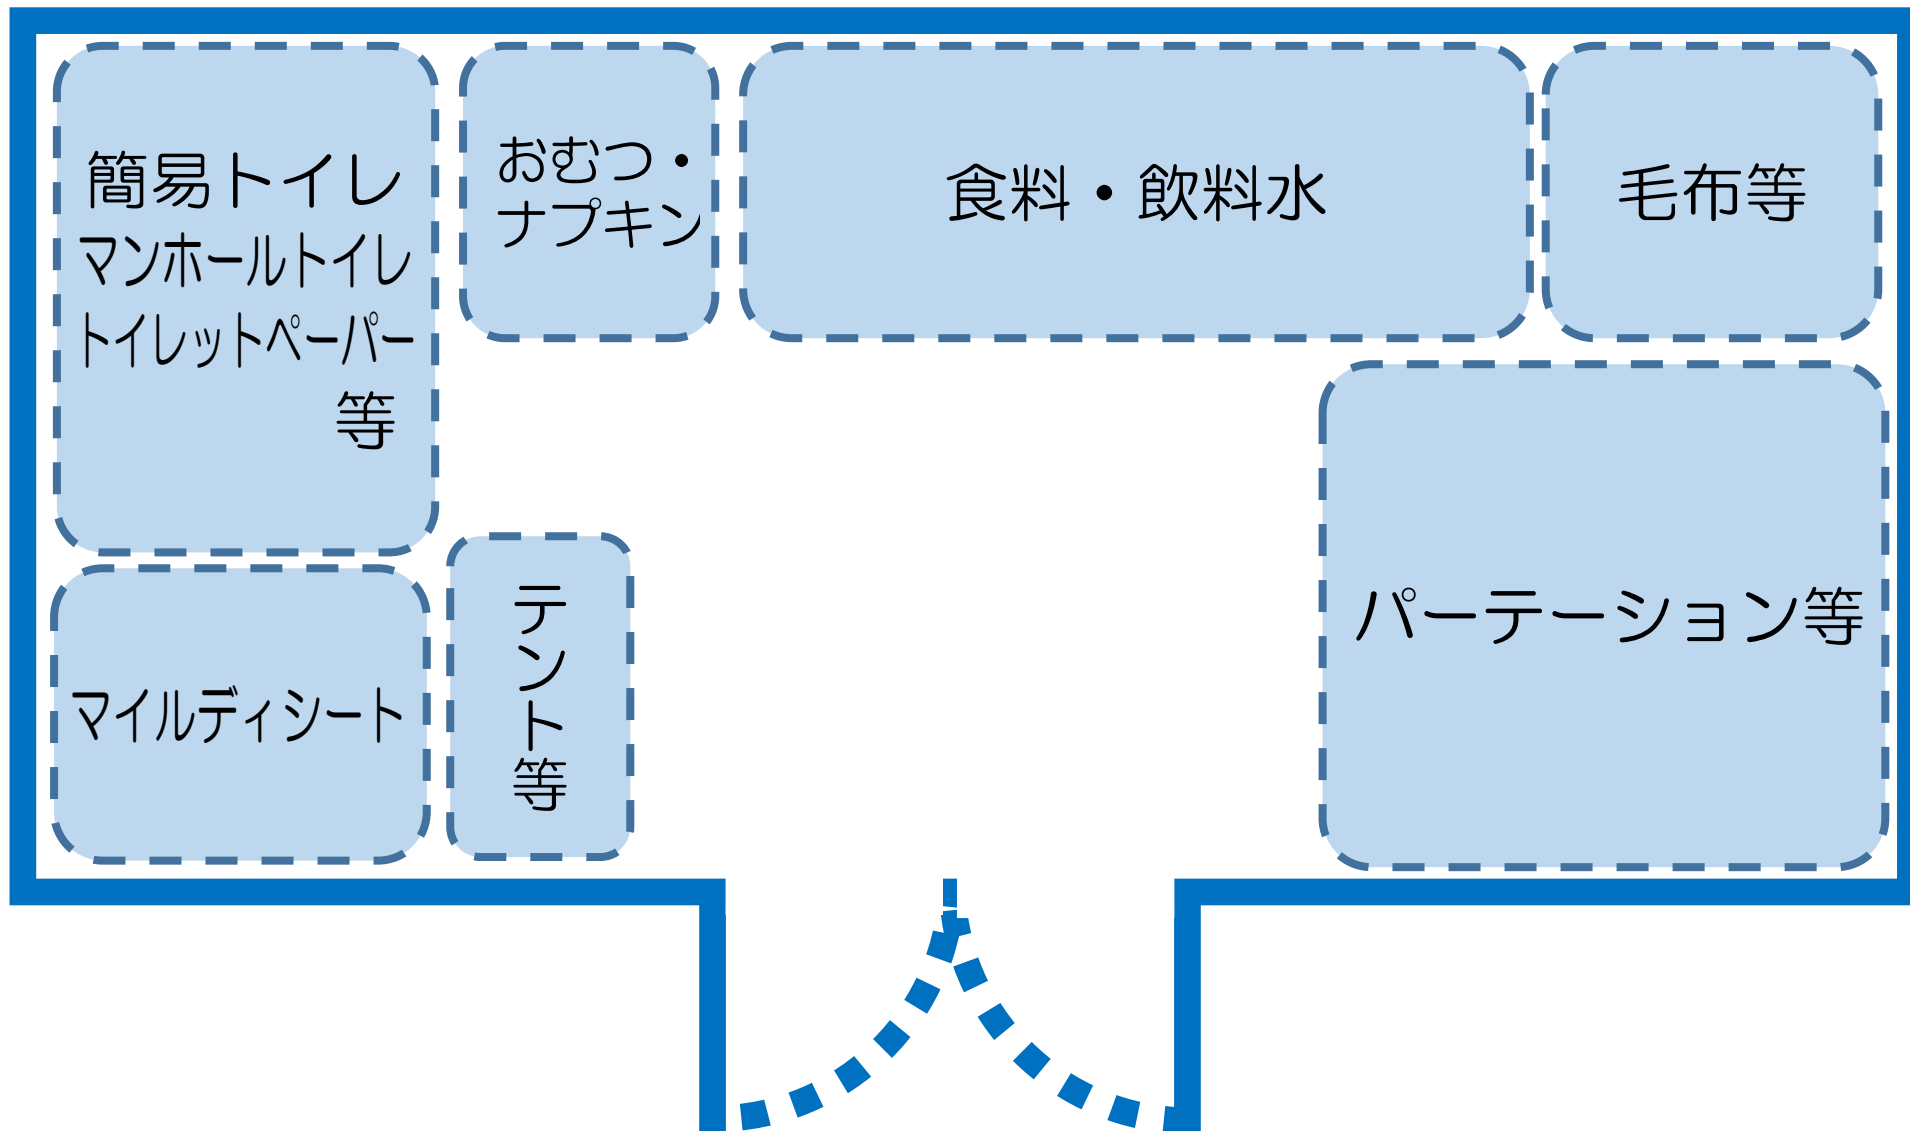 簡易トイレ
マンホールトイレ
トイレットペーパー
等
おむつ・
ナプキン
食料・飲料水
毛布等
マイルディシート
テント等
パーテーション等